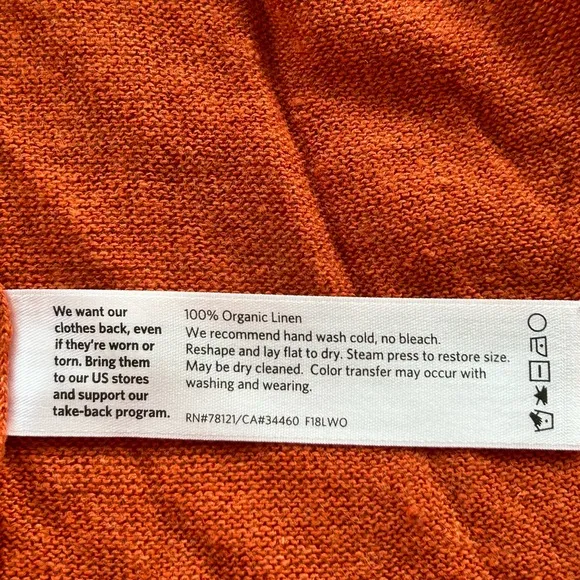 We want our
clothes back, even
if they're worn or
torn. Bring them
to our US stores
and support our
take-back program.
100% Organic Linen
We recommend hand wash cold, no bleach.
Reshape and lay flat to dry. Steam press to restore size.
May be dry cleaned.  Color transfer may occur with
washing and wearing.
RN#78121/CA#34460  F18LWO